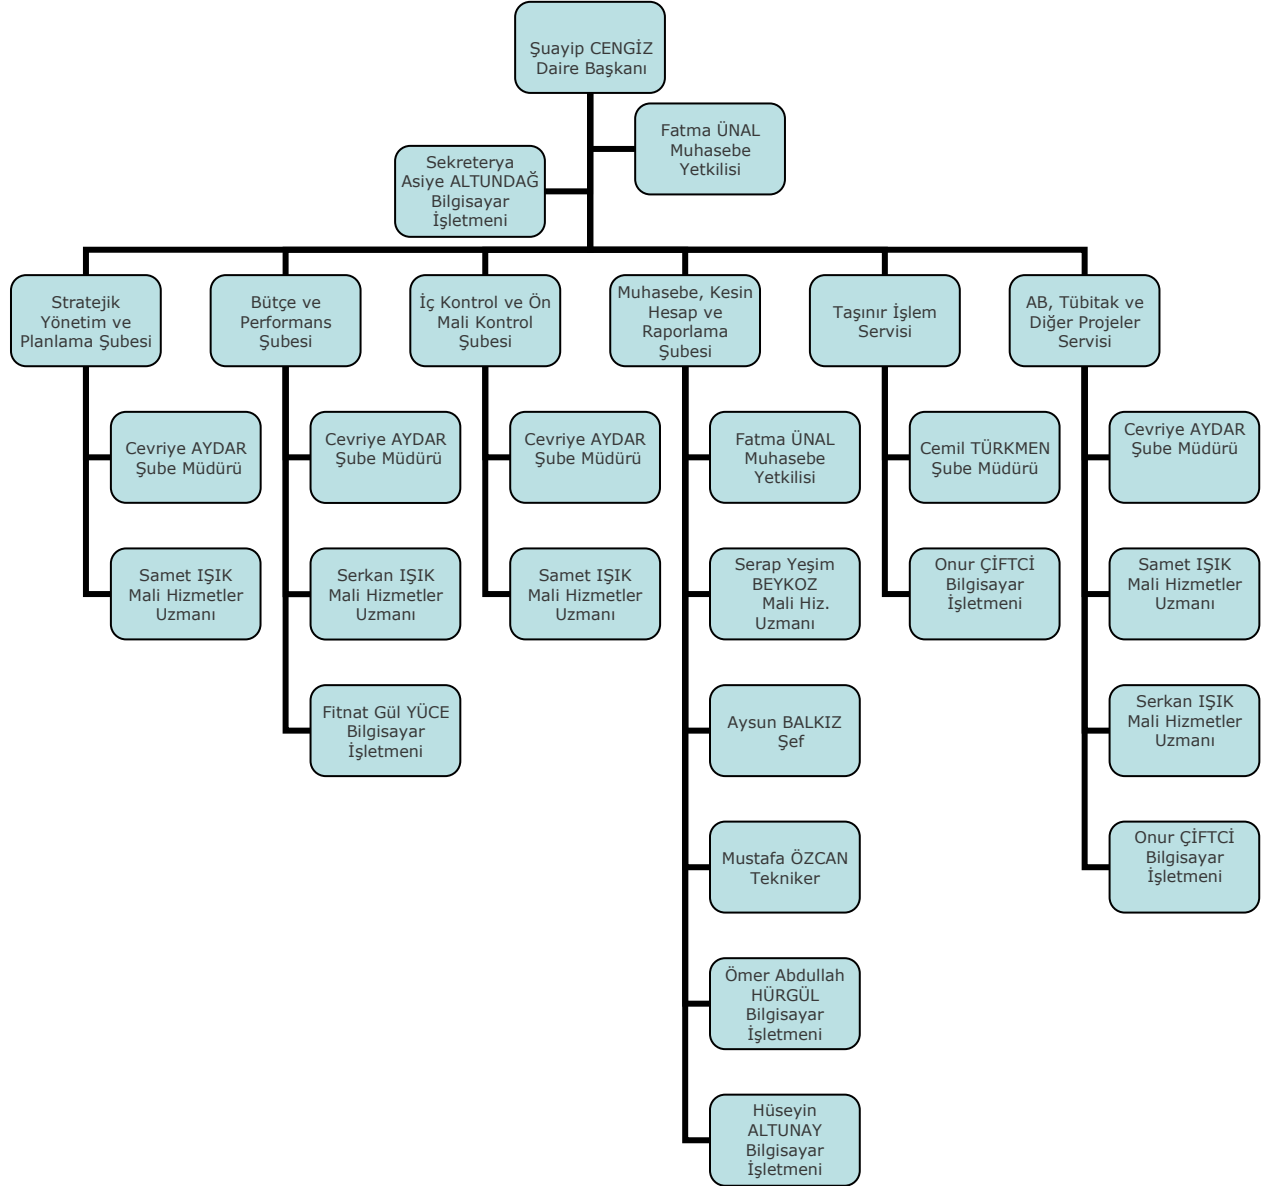 Şuayip CENGİZ
Daire Başkanı
Fatma ÜNAL
Muhasebe
Yetkilisi
Sekreterya
Asiye ALTUNDAĞ
Bilgisayar
İşletmeni
Stratejik
Yönetim ve
Planlama Şubesi
Bütçe ve
Performans
Şubesi
İç Kontrol ve Ön
Mali Kontrol
Şubesi
Muhasebe, Kesin
Hesap ve
Raporlama
Şubesi
Taşınır İşlem
Servisi
AB, Tübitak ve
Diğer Projeler
Servisi
Cevriye AYDAR
Şube Müdürü
Cevriye AYDAR
Şube Müdürü
Cevriye AYDAR
Şube Müdürü
Fatma ÜNAL
Muhasebe
Yetkilisi
Cemil TÜRKMEN
Şube Müdürü
Cevriye AYDAR
Şube Müdürü
Samet IŞIK
Mali Hizmetler
Uzmanı
Serkan IŞIK
Mali Hizmetler
Uzmanı
Samet IŞIK
Mali Hizmetler
Uzmanı
Serap Yeşim
BEYKOZ
Mali Hiz.
Uzmanı
Onur ÇİFTCİ
Bilgisayar
İşletmeni
Samet IŞIK
Mali Hizmetler
Uzmanı
Fitnat Gül YÜCE
Bilgisayar
İşletmeni
Aysun BALKIZ
Şef
Serkan IŞIK
Mali Hizmetler
Uzmanı
Mustafa ÖZCAN
Tekniker
Onur ÇİFTCİ
Bilgisayar
İşletmeni
Ömer Abdullah
HÜRGÜL
Bilgisayar
İşletmeni
Hüseyin
ALTUNAY
Bilgisayar
İşletmeni